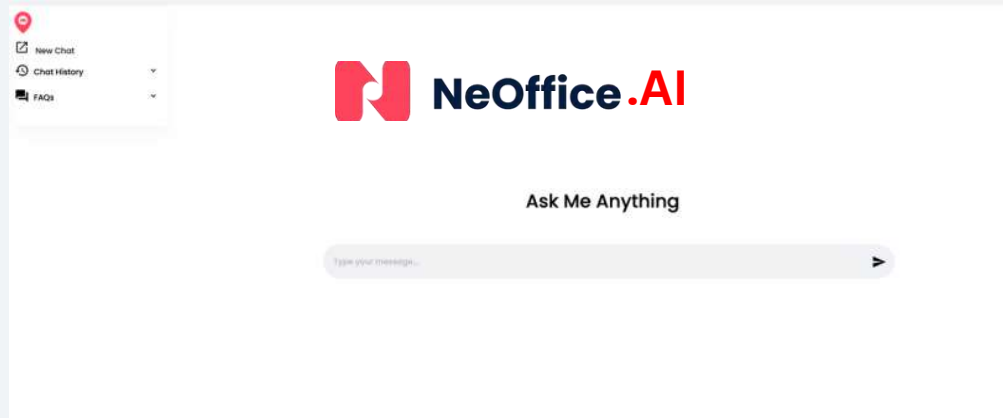 New Chat
Chat History
FAQs
NeOffice.AI
Ask Me Anything
Type your message...